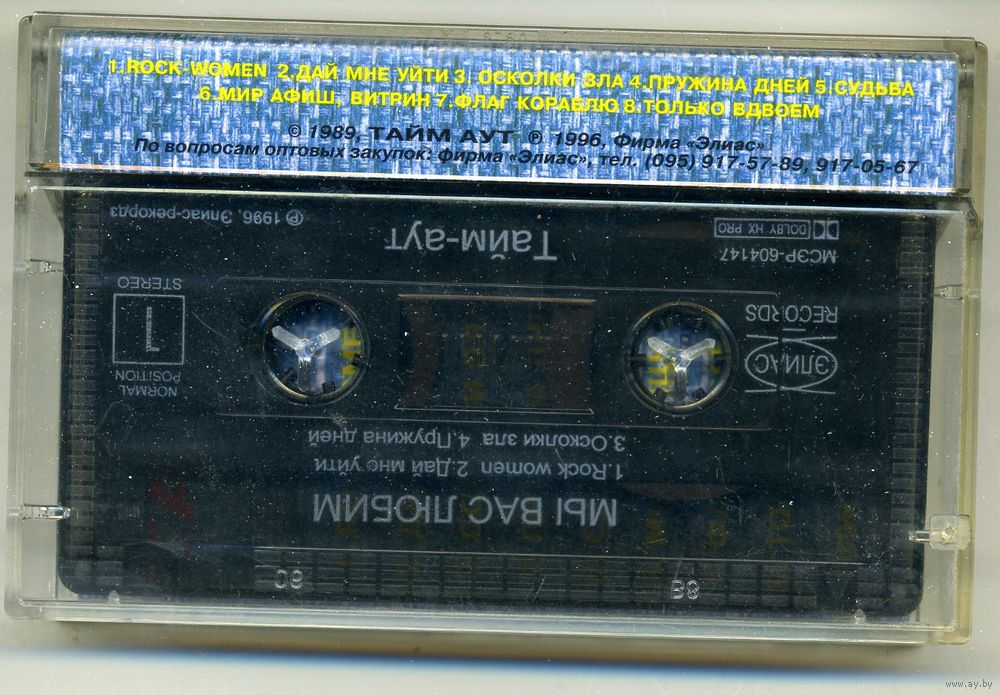 1.ROCK-WOMEN 2.ДАЙ МНЕ УЙТИ 3. ОСКОЛКИ ЗЛА 4.ПРУЖИНА ДНЕЙ 5.СУДЬБА
6.МИР АФИШ, ВИТРИН 7.ФЛАГ КОРАБЛЮ 8.ТОЛЬКО ВДВОЕМ
© 1989, ТАЙМ АУТ ℗ 1996, Фирма «Элиас»
По вопросам оптовых закупок: фирма «Элиас», тел. (095) 917-57-89, 917-05-67
МЫ ВАС ЛЮБИМ
1.Rock women 2.Дай мне уйти
3.Осколки зла 4.Пружина дней
ЭЛИАС
RECORDS
NORMAL
POSITION
1
STEREO
МСЭР-604147
DOLBY HX PRO
Тайм-аут
℗ 1996, Элиас-рекордз
B8
www.ay.by